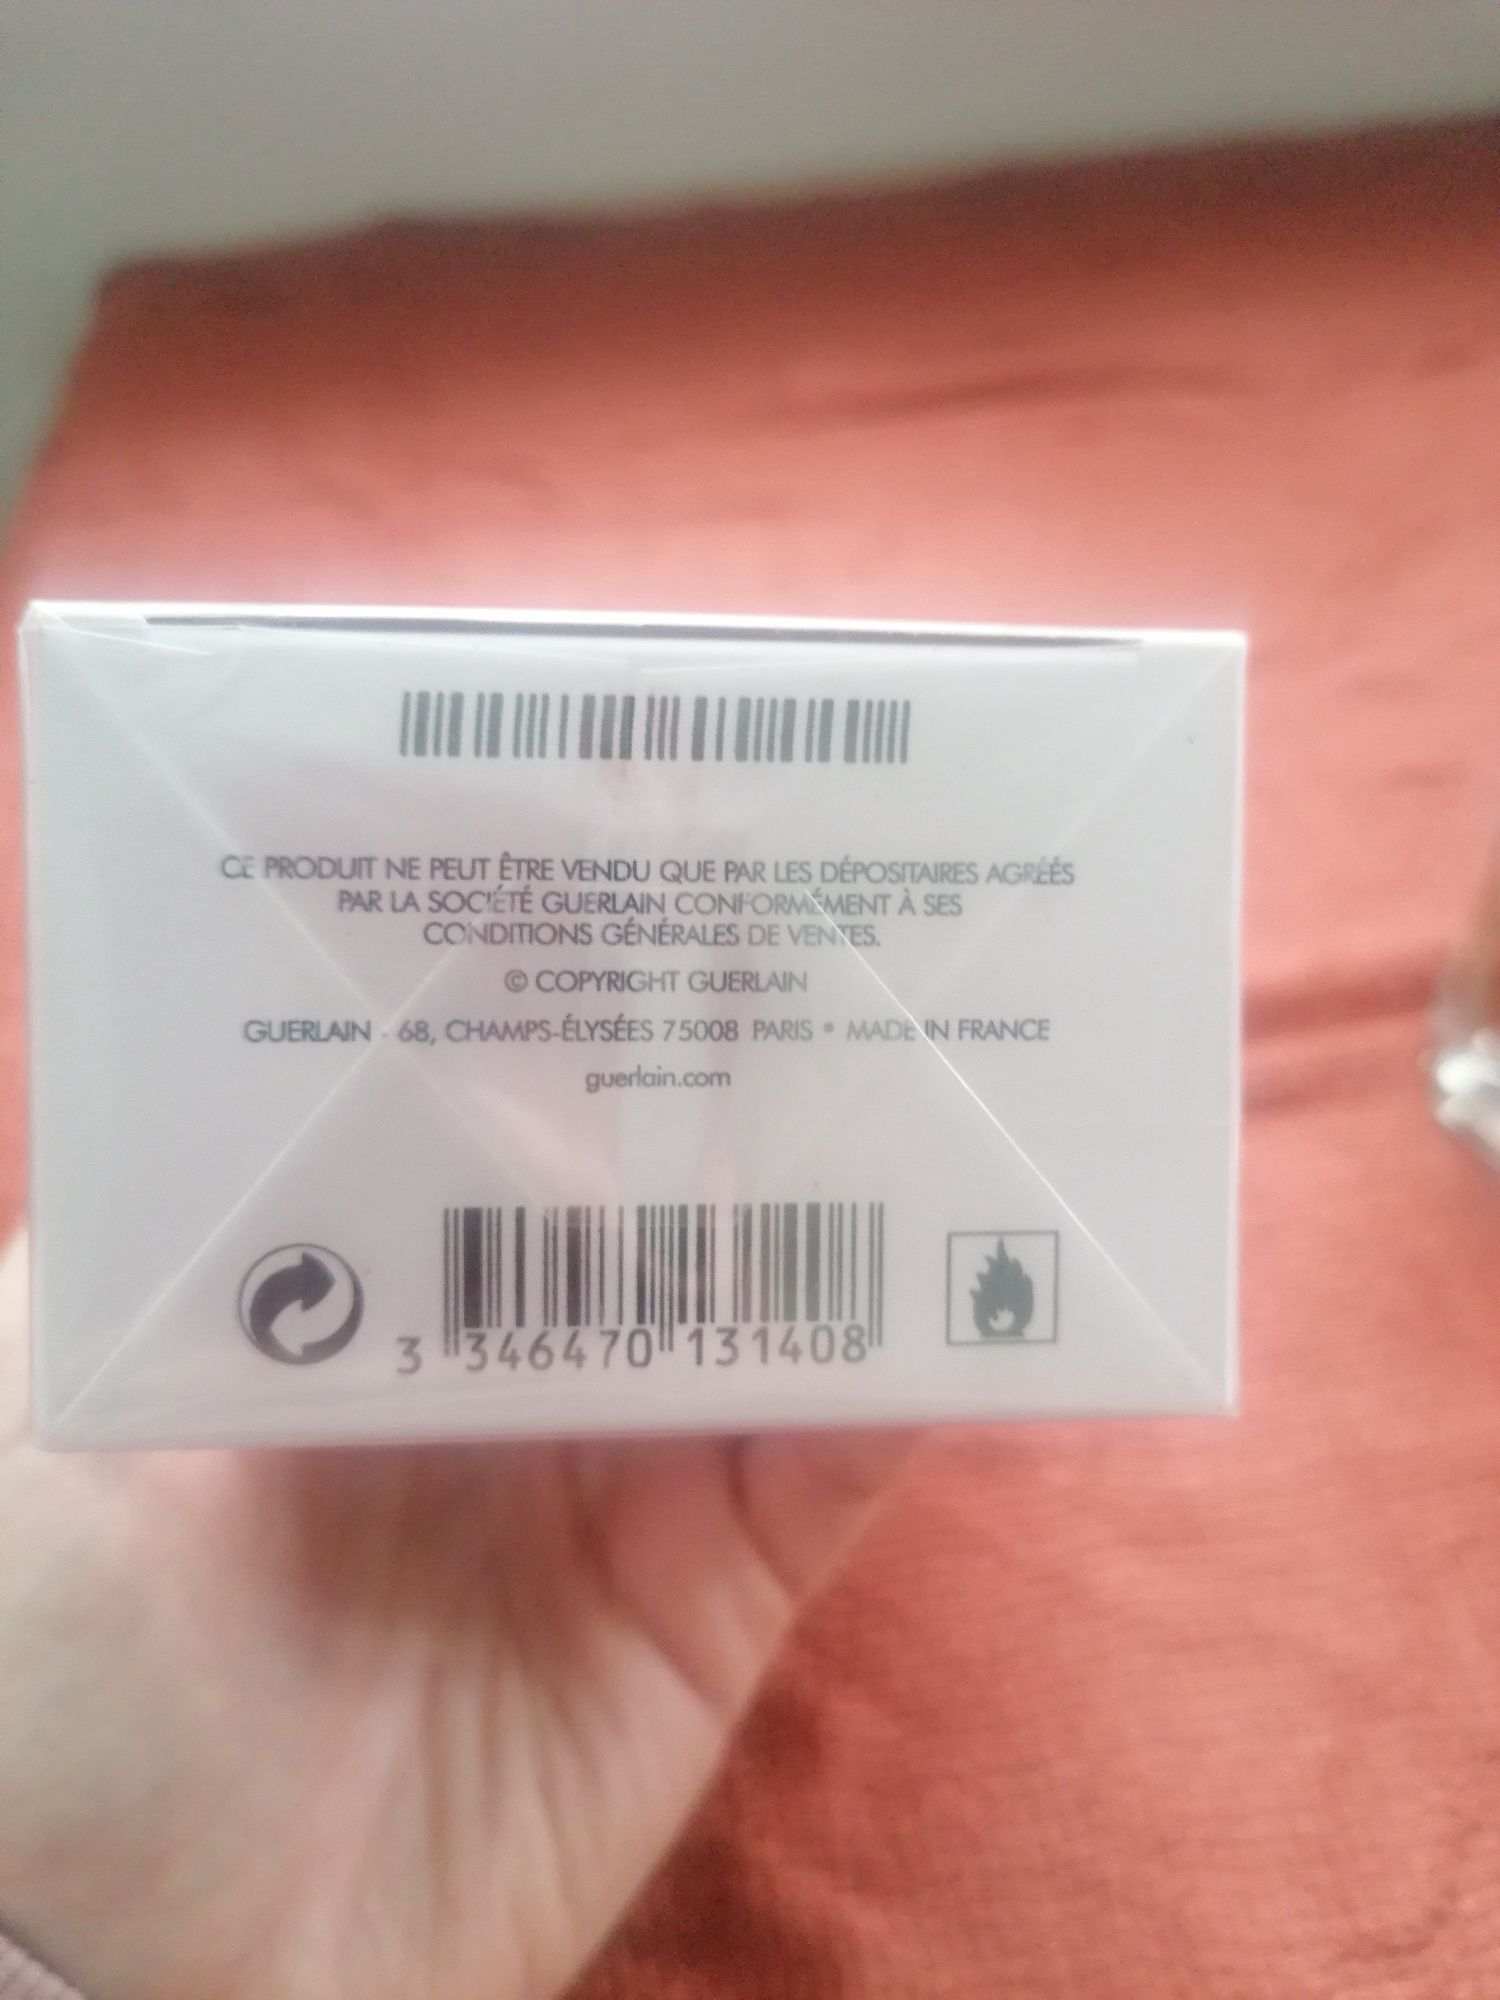 CE PRODUIT NE PEUT ÊTRE VENDU QUE PAR LES DÉPOSITAIRES AGRÉÉS
PAR LA SOCIÉTÉ GUERLAIN CONFORMÉMENT À SES
CONDITIONS GÉNÉRALES DE VENTES.
© COPYRIGHT GUERLAIN
GUERLAIN - 68, CHAMPS-ÉLYSÉES 75008 PARIS • MADE IN FRANCE
guerlain.com
3 346470 131408